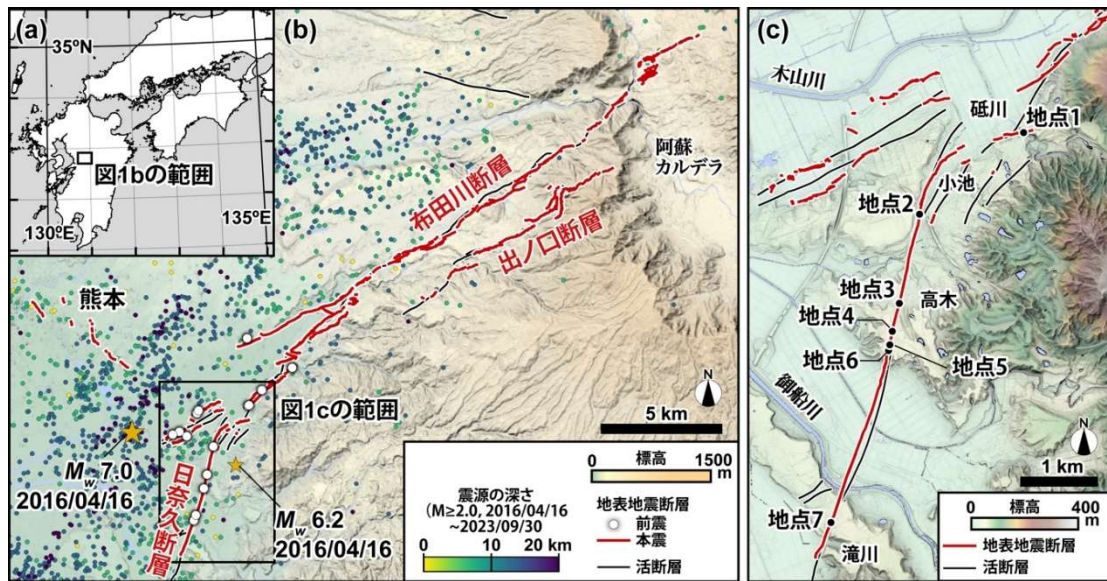 (a)
35°N
図1bの範囲
130°E
135°E
(b)
阿蘇
カルデラ
布田川断層
出ノ口断層
熊本
N
図1cの範囲
5 km
Mw 7.0
2016/04/16
日奈久断層
Mw 6.2
2016/04/16
震源の深さ
(M≥2.0, 2016/04/16
~2023/09/30)
0 10 20 km
0 標高 1500
m
地表地震断層
前震
本震
活断層
(c)
木山川
砥川
地点1
小池
地点2
地点3
高木
地点4
地点5
地点6
御船川
N
1 km
地点7
滝川
0 標高 400
m
地表地震断層
活断層